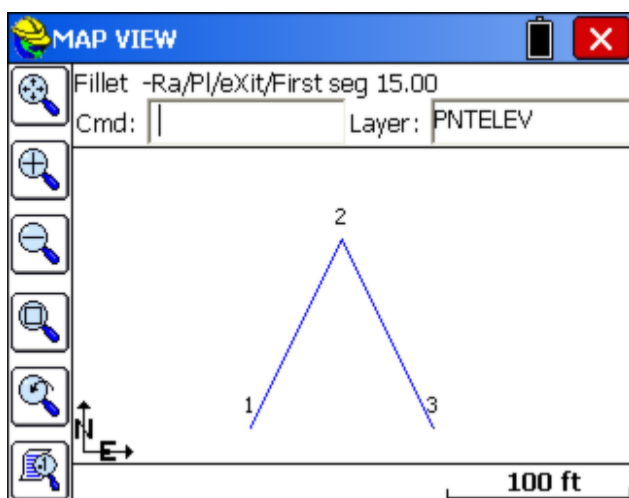 MAP VIEW
Fillet -Ra/Pl/eXit/First seg 15.00
Cmd: Layer: PNTELEV
2
1 3
N
E
100 ft